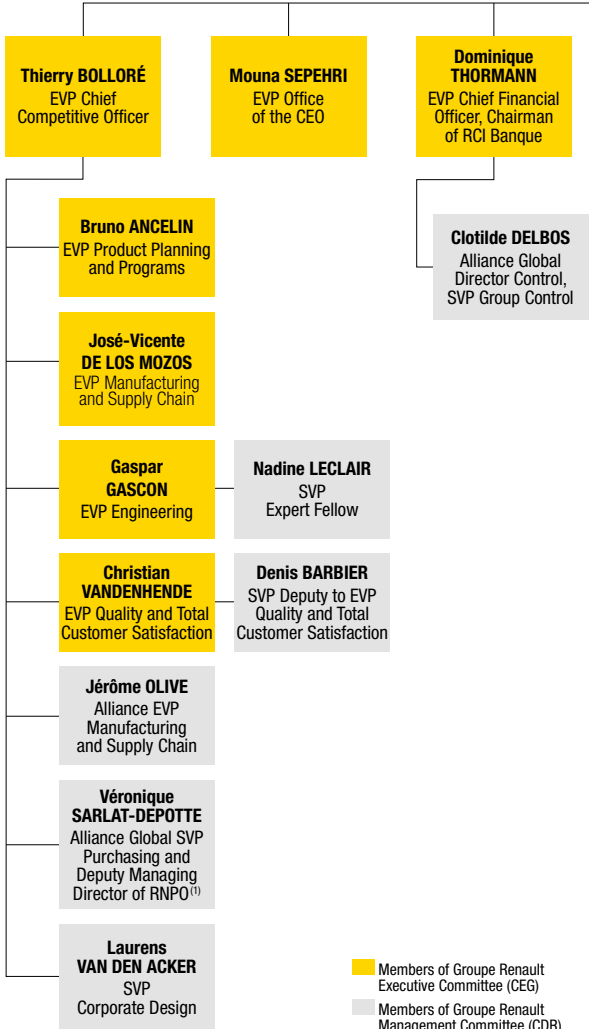 Thierry BOLLORÉ
EVP Chief
Competitive Officer
Mouna SEPEHRI
EVP Office
of the CEO
Dominique
THORMANN
EVP Chief Financial
Officer, Chairman
of RCI Banque
Bruno ANCELIN
EVP Product Planning
and Programs
Clotilde DELBOS
Alliance Global
Director Control,
SVP Group Control
José-Vicente
DE LOS MOZOS
EVP Manufacturing
and Supply Chain
Gaspar
GASCON
EVP Engineering
Nadine LECLAIR
SVP
Expert Fellow
Christian
VANDENHENDE
EVP Quality and Total
Customer Satisfaction
Denis BARBIER
SVP Deputy to EVP
Quality and Total
Customer Satisfaction
Jérôme OLIVE
Alliance EVP
Manufacturing
and Supply Chain
Véronique
SARLAT-DEPOTTE
Alliance Global SVP
Purchasing and
Deputy Managing
Director of RNPO(1)
Laurens
VAN DEN ACKER
SVP
Corporate Design
Members of Groupe Renault
Executive Committee (CEG)
Members of Groupe Renault
Management Committee (CDR)